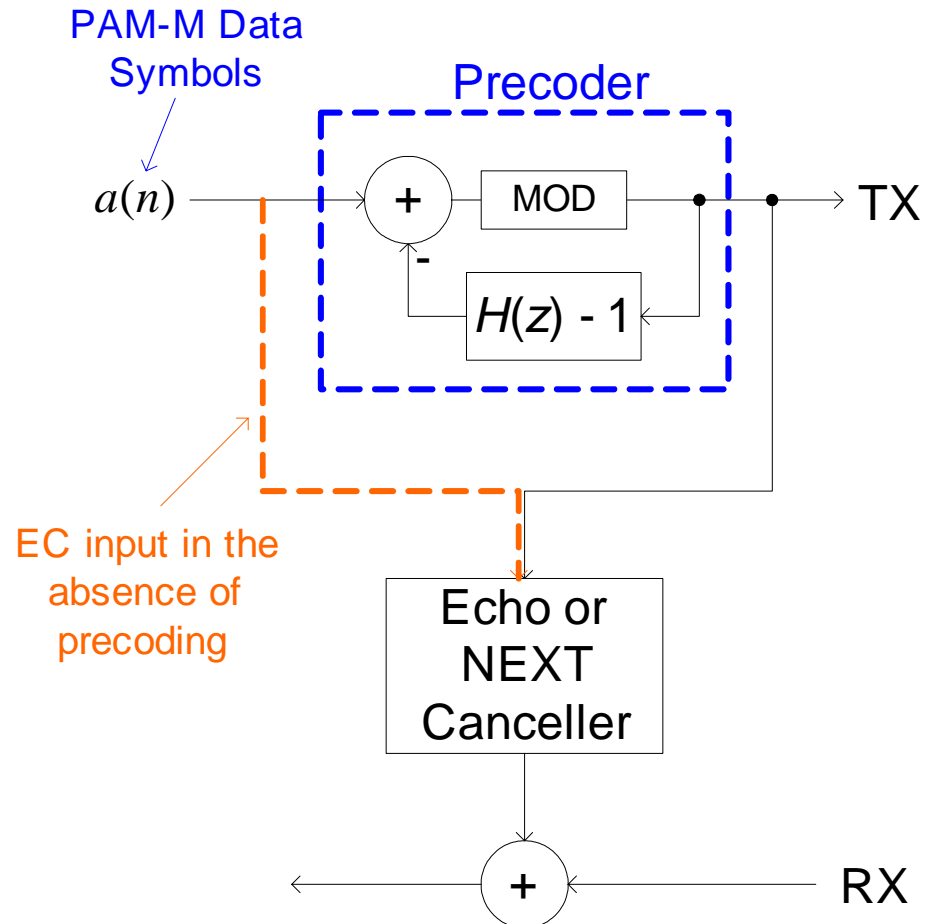 PAM-M Data
Symbols
Precoder
a(n)
+
MOD
TX
-
H(z) - 1
EC input in the
absence of
precoding
Echo or
NEXT
Canceller
+
RX